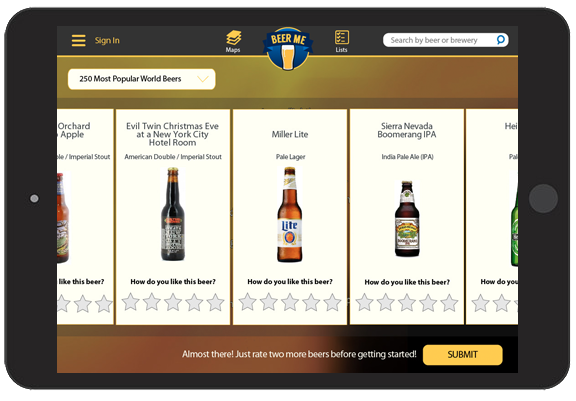 Sign In
Maps
BEER ME
Lists
Search by beer or brewery
250 Most Popular World Beers
Orchard
Apple
ble / Imperial Stout
you like this beer?
Evil Twin Christmas Eve
at a New York City
Hotel Room
American Double / Imperial Stout
How do you like this beer?
Miller Lite
Pale Lager
Lite
How do you like this beer?
Sierra Nevada
Boomerang IPA
India Pale Ale (IPA)
How do you like this beer?
Hei
Pal
How do y
Almost there! Just rate two more beers before getting started!
SUBMIT